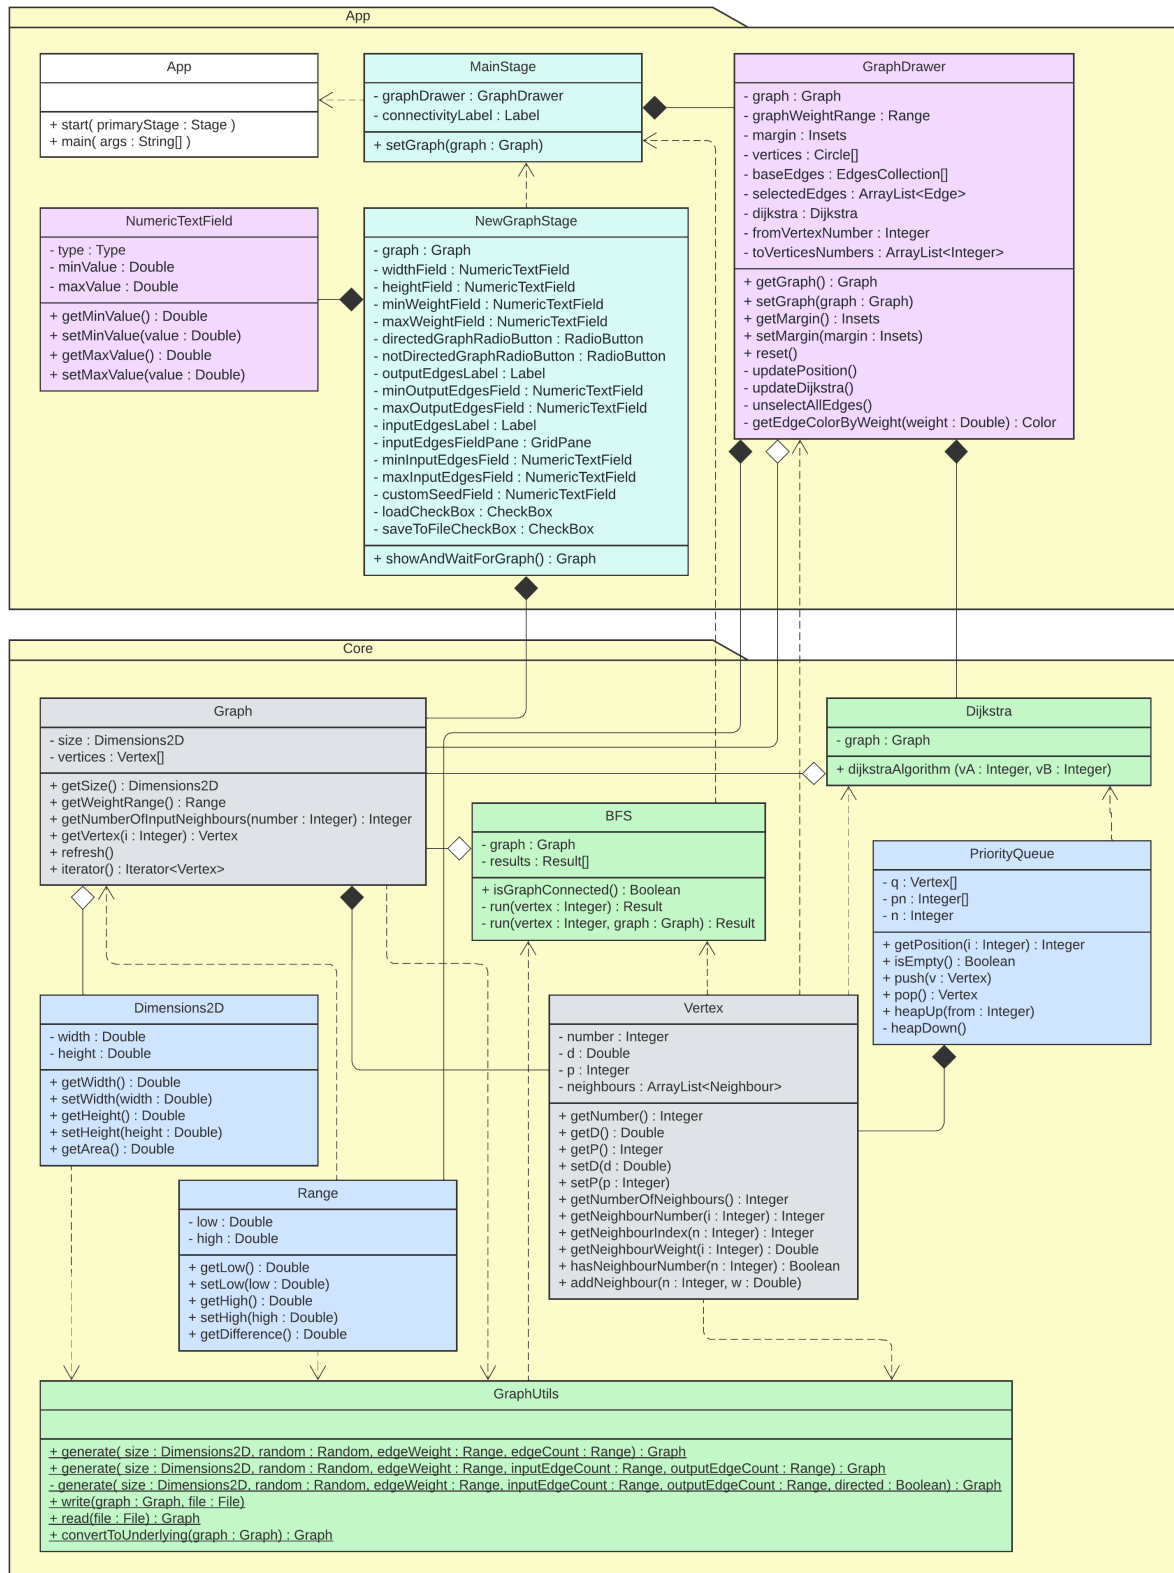 App
App
+ start( primaryStage : Stage )
+ main( args : String[] )
MainStage
- graphDrawer : GraphDrawer
- connectivityLabel : Label
+ setGraph(graph : Graph)
GraphDrawer
- graph : Graph
- graphWeightRange : Range
- margin : Insets
- vertices : Circle[]
- baseEdges : EdgesCollection[]
- selectedEdges : ArrayList<Edge>
- dijkstra : Dijkstra
- fromVertexNumber : Integer
- toVerticesNumbers : ArrayList<Integer>
+ getGraph() : Graph
+ setGraph(graph : Graph)
+ getMargin() : Insets
+ setMargin(margin : Insets)
+ reset()
- updatePosition()
- updateDijkstra()
- unselectAllEdges()
- getEdgeColorByWeight(weight : Double) : Color
NumericTextField
- type : Type
- minValue : Double
- maxValue : Double
+ getMinValue() : Double
+ setMinValue(value : Double)
+ getMaxValue() : Double
+ setMaxValue(value : Double)
NewGraphStage
- graph : Graph
- widthField : NumericTextField
- heightField : NumericTextField
- minWeightField : NumericTextField
- maxWeightField : NumericTextField
- directedGraphRadioButton : RadioButton
- notDirectedGraphRadioButton : RadioButton
- outputEdgesLabel : Label
- minOutputEdgesField : NumericTextField
- maxOutputEdgesField : NumericTextField
- inputEdgesLabel : Label
- inputEdgesFieldPane : GridPane
- minInputEdgesField : NumericTextField
- maxInputEdgesField : NumericTextField
- customSeedField : NumericTextField
- loadCheckBox : CheckBox
- saveToFileCheckBox : CheckBox
+ showAndWaitForGraph() : Graph
Core
Graph
- size : Dimensions2D
- vertices : Vertex[]
+ getSize() : Dimensions2D
+ getWeightRange() : Range
+ getNumberOfInputNeighbours(number : Integer) : Integer
+ getVertex(i : Integer) : Vertex
+ refresh()
+ iterator() : Iterator<Vertex>
Dijkstra
- graph : Graph
+ dijkstraAlgorithm (vA : Integer, vB : Integer)
BFS
- graph : Graph
- results : Result[]
+ isGraphConnected() : Boolean
- run(vertex : Integer) : Result
- run(vertex : Integer, graph : Graph) : Result
PriorityQueue
- q : Vertex[]
- pn : Integer[]
- n : Integer
+ getPosition(i : Integer) : Integer
+ isEmpty() : Boolean
+ push(v : Vertex)
+ pop() : Vertex
+ heapUp(from : Integer)
- heapDown()
Dimensions2D
- width : Double
- height : Double
+ getWidth() : Double
+ setWidth(width : Double)
+ getHeight() : Double
+ setHeight(height : Double)
+ getArea() : Double
Vertex
- number : Integer
- d : Double
- p : Integer
- neighbours : ArrayList<Neighbour>
+ getNumber() : Integer
+ getD() : Double
+ getP() : Integer
+ setD(d : Double)
+ setP(p : Integer)
+ getNumberOfNeighbours() : Integer
+ getNeighbourNumber(i : Integer) : Integer
+ getNeighbourIndex(n : Integer) : Integer
+ getNeighbourWeight(i : Integer) : Double
+ hasNeighbourNumber(n : Integer) : Boolean
+ addNeighbour(n : Integer, w : Double)
Range
- low : Double
- high : Double
+ getLow() : Double
+ setLow(low : Double)
+ getHigh() : Double
+ setHigh(high : Double)
+ getDifference() : Double
GraphUtils
+ generate( size : Dimensions2D, random : Random, edgeWeight : Range, edgeCount : Range) : Graph
+ generate( size : Dimensions2D, random : Random, edgeWeight : Range, inputEdgeCount : Range, outputEdgeCount : Range) : Graph
- generate( size : Dimensions2D, random : Random, edgeWeight : Range, inputEdgeCount : Range, outputEdgeCount : Range, directed : Boolean) : Graph
+ write(graph : Graph, file : File)
+ read(file : File) : Graph
+ convertToUnderlying(graph : Graph) : Graph